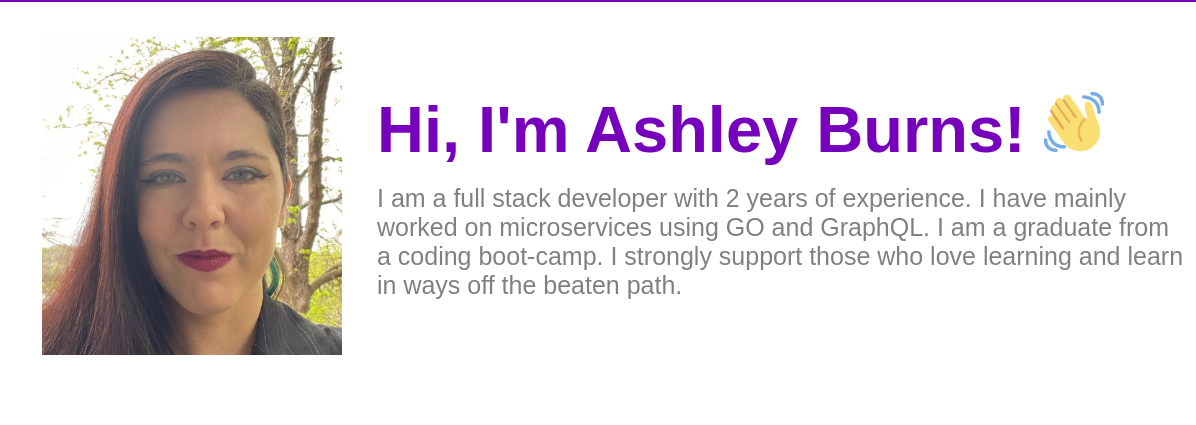 Hi, I'm Ashley Burns! 👋
I am a full stack developer with 2 years of experience. I have mainly
worked on microservices using GO and GraphQL. I am a graduate from
a coding boot-camp. I strongly support those who love learning and learn
in ways off the beaten path.